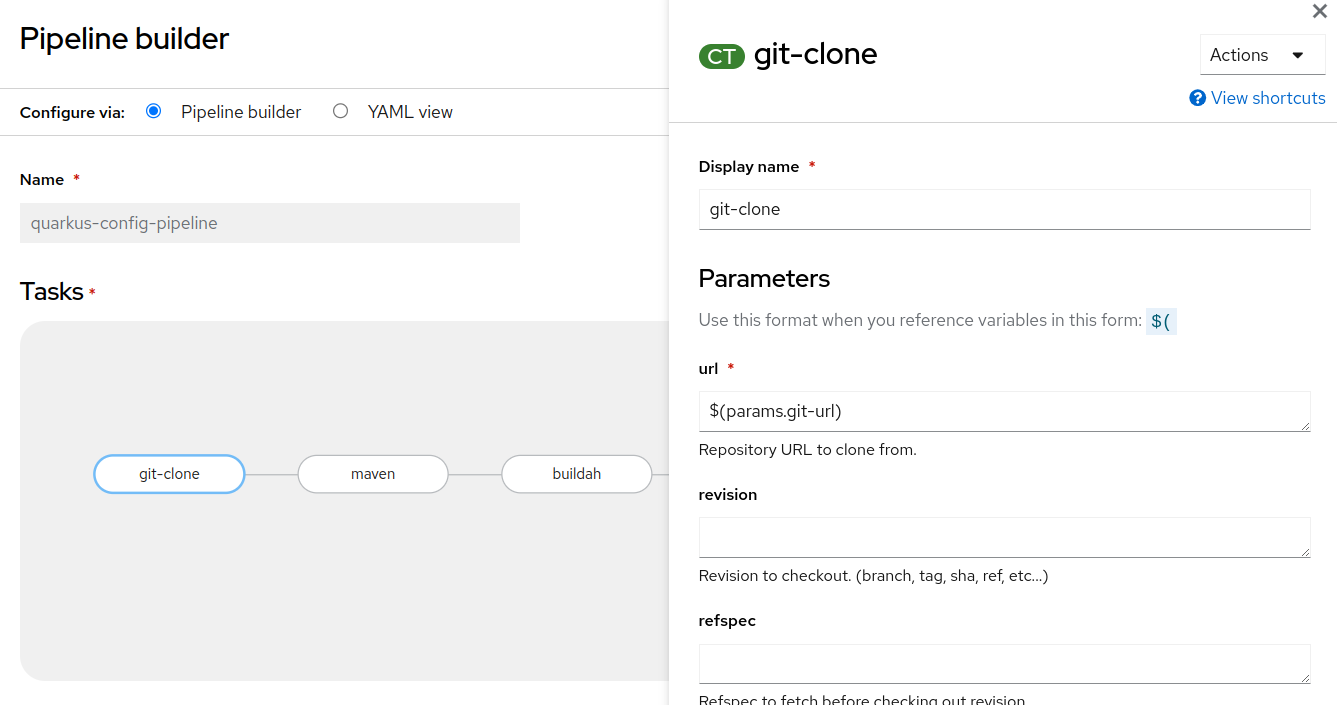 Pipeline builder
Configure via: Pipeline builder YAML view
Name *
quarkus-config-pipeline
Tasks *
git-clone maven buildah
CT git-clone
Actions
View shortcuts
Display name *
git-clone
Parameters
Use this format when you reference variables in this form: $(
url *
$(params.git-url)
Repository URL to clone from.
revision
Revision to checkout. (branch, tag, sha, ref, etc...)
refspec
Refspec to fetch before checking out revision.